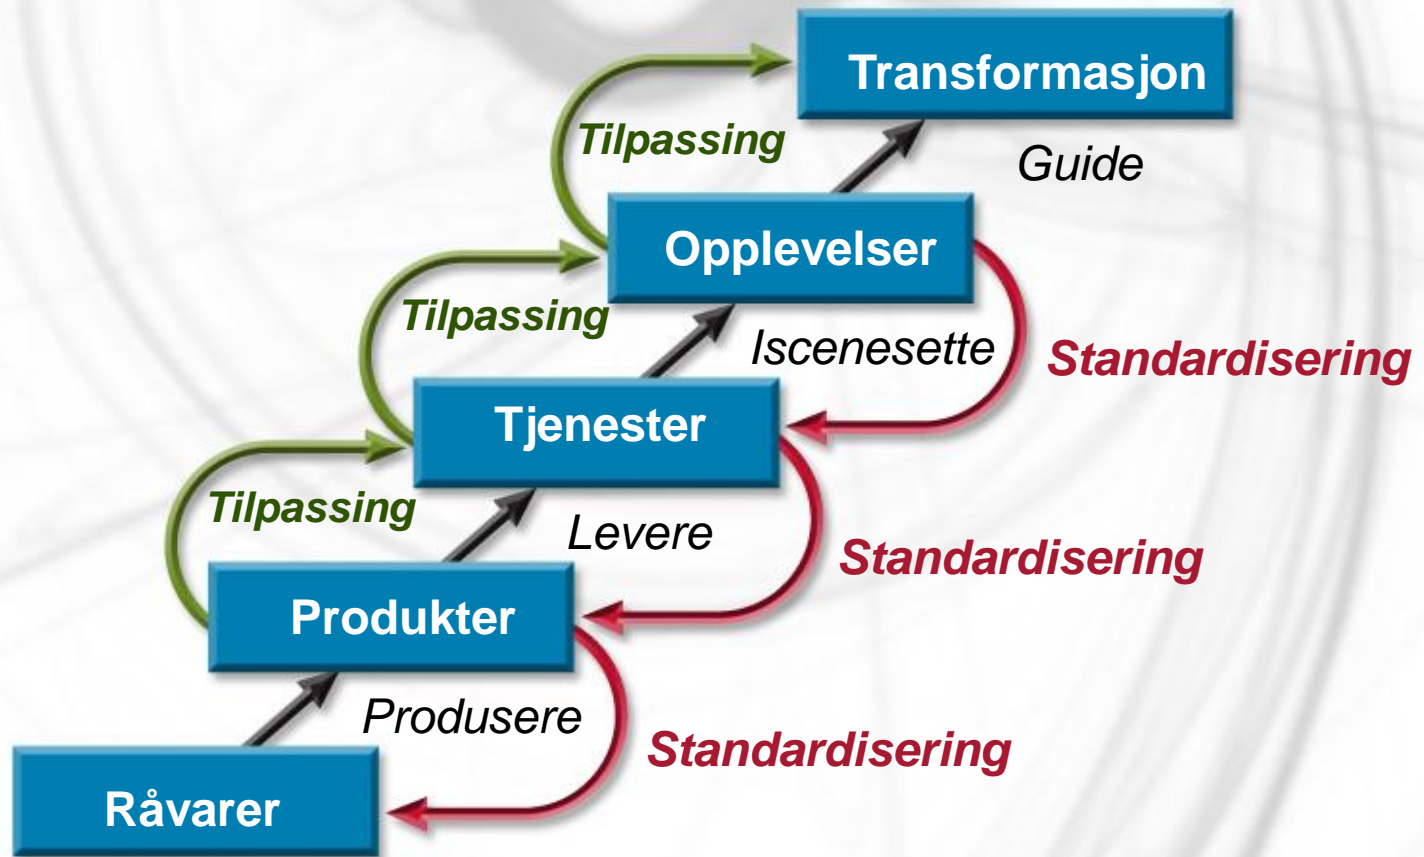 Transformasjon
Tilpassing
Guide
Opplevelser
Tilpassing
Iscenesette
Standardisering
Tjenester
Tilpassing
Levere
Standardisering
Produkter
Produsere
Standardisering
Råvarer